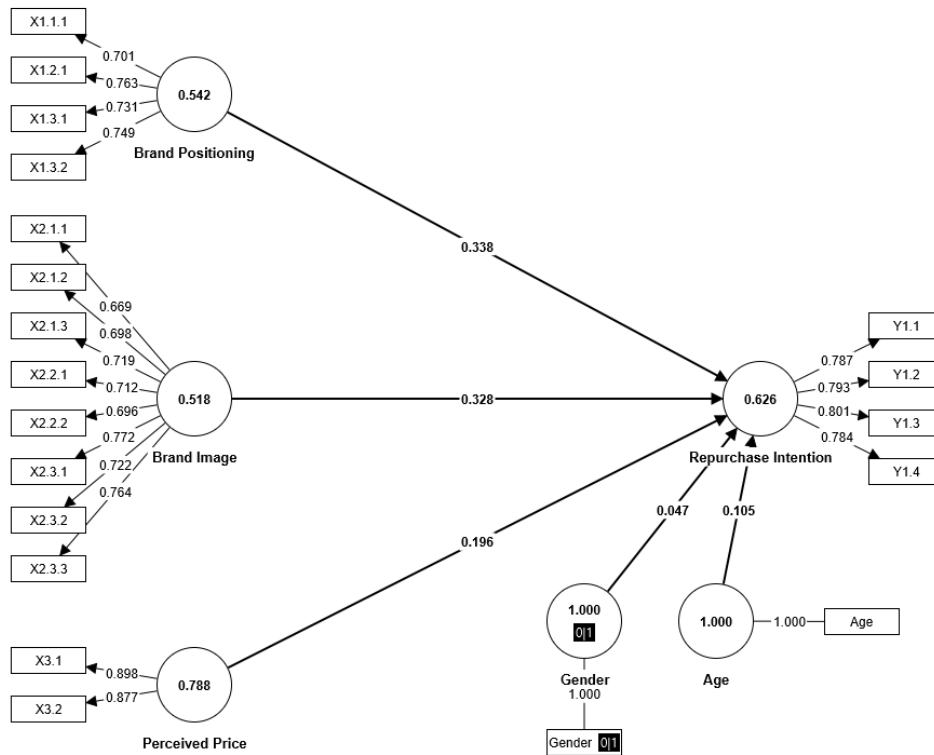 X1.1.1
0.701
X1.2.1
0.763
X1.3.1
0.731
X1.3.2
0.749
0.542
Brand Positioning
0.338
X2.1.1
X2.1.2
X2.1.3
X2.2.1
X2.2.2
X2.3.1
X2.3.2
X2.3.3
0.669
0.698
0.719
0.712
0.696
0.772
0.722
0.764
0.518
Brand Image
0.328
0.626
Repurchase Intention
0.787
0.793
0.801
0.784
Y1.1
Y1.2
Y1.3
Y1.4
0.196
0.047
0.105
X3.1
X3.2
0.898
0.877
0.788
Perceived Price
1.000
0|1
Gender
1.000
Gender 0|1
1.000
Age
1.000
Age